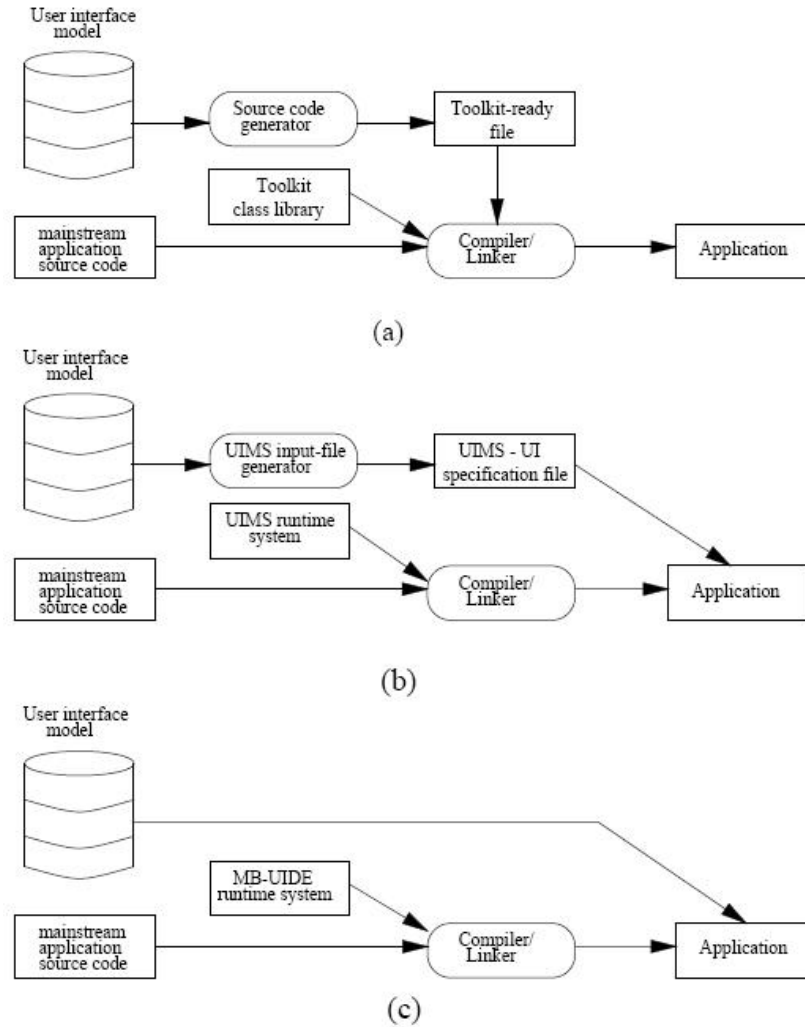 User interface
model
Source code
generator
Toolkit-ready
file
Toolkit
class library
mainstream
application
source code
Compiler/
Linker
Application
(a)
User interface
model
UIMS input-file
generator
UIMS - UI
specification file
UIMS runtime
system
mainstream
application
source code
Compiler/
Linker
Application
(b)
User interface
model
MB-UIDE
runtime system
mainstream
application
source code
Compiler/
Linker
Application
(c)